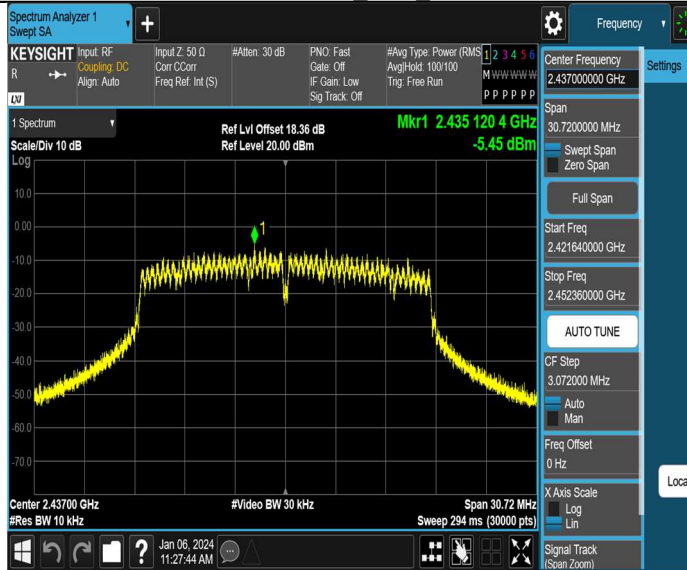 Spectrum Analyzer 1
Swept SA
+
Frequency
KEYSIGHT
R
LXI
Input: RF
Coupling: DC
Align: Auto
Input Z: 50 Ω
Corr CCorr
Freq Ref: Int (S)
#Atten: 30 dB
PNO: Fast
Gate: Off
IF Gain: Low
Sig Track: Off
#Avg Type: Power (RMS
Avg|Hold: 100/100
Trig: Free Run
1 2 3 4 5 6
M W W W W W
P P P P P P
1 Spectrum
Scale/Div 10 dB
Log
Ref Lvl Offset 18.36 dB
Ref Level 20.00 dBm
Mkr1 2.435 120 4 GHz
-5.45 dBm
10.0
0.00
-10.0
-20.0
-30.0
-40.0
-50.0
-60.0
-70.0
1
Center 2.43700 GHz
#Res BW 10 kHz
#Video BW 30 kHz
Span 30.72 MHz
Sweep 294 ms (30000 pts)
Center Frequency
2.437000000 GHz
Settings
Span
30.7200000 MHz
Swept Span
Zero Span
Full Span
Start Freq
2.421640000 GHz
Stop Freq
2.452360000 GHz
AUTO TUNE
CF Step
3.072000 MHz
Auto
Man
Freq Offset
0 Hz
X Axis Scale
Log
Lin
Loca
Signal Track
(Span Zoom)
?
Jan 06, 2024
11:27:44 AM